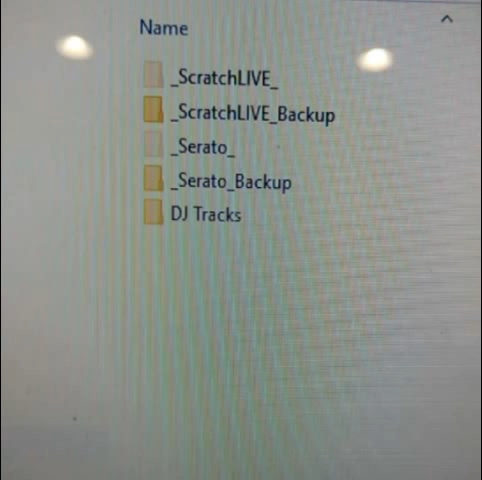 Name
_ScratchLIVE_
_ScratchLIVE_Backup
_Serato_
_Serato_Backup
DJ Tracks